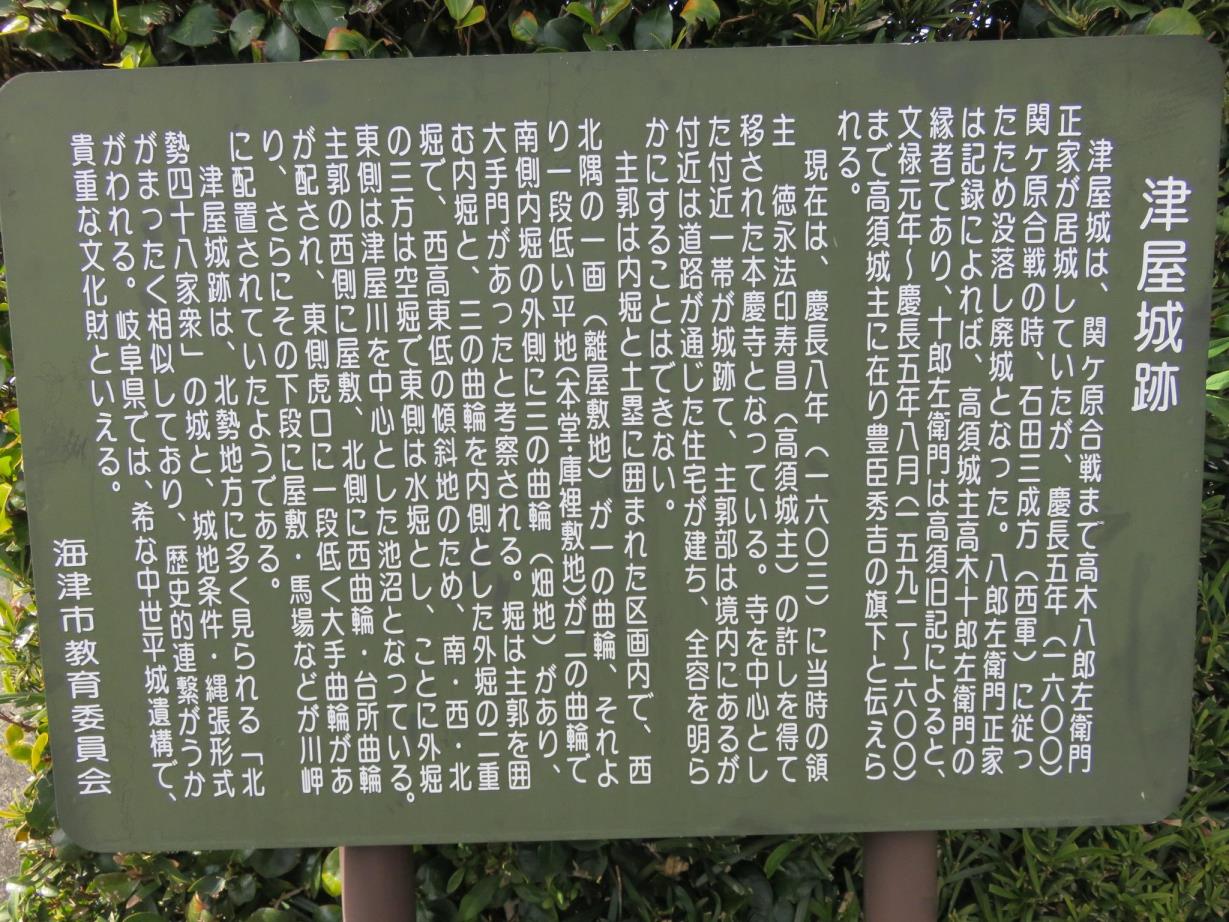 津屋城跡
津屋城は、関ケ原合戦まで高木八郎左衛門
正家が居城していたが、慶長五年（一六〇〇）
関ケ原合戦の時、石田三成方（西軍）に従っ
たため没落し廃城となった。八郎左衛門正家
は記録によれば、高須城主高木十郎左衛門の
縁者であり、十郎左衛門は高須旧記によると、
文禄元年～慶長五年八月（一五九二～一六〇〇）
まで高須城主に在り豊臣秀吉の旗下と伝えら
れる。
現在は、慶長八年（一六〇三）に当時の領
主　徳永法印寿昌（高須城主）の許しを得て
移された本慶寺となっている。寺を中心とし
た付近一帯が城跡て、主郭部は境内にあるが
付近は道路が通じた住宅が建ち、全容を明ら
かにすることはできない。
主郭は内堀と土塁に囲まれた区画内で、西
北隅の一画（離屋敷地）が一の曲輪、それよ
り一段低い平地（本堂・庫裡敷地）が二の曲輪て
南側内堀の外側に三の曲輪（畑地）があり、
大手門があったと考察される。堀は主郭を囲
む内堀と、三の曲輪を内側とした外堀の二重
堀で、西高東低の傾斜地のため、南・西・北
の三方は空堀で東側は水堀とし、ことに外堀
東側は津屋川を中心とした池沼となっている。
主郭の西側に屋敷、北側に西曲輪・台所曲輪
が配され、東側虎口に一段低く大手曲輪があ
り、さらにその下段に屋敷・馬場などが川岬
に配置されていたようである。
津屋城跡は、北勢地方に多く見られる「北
勢四十八家衆」の城と、城地条件・縄張形式
がまったく相似しており、歴史的連繋がうか
がわれる。岐阜県では、希な中世平城遺構で、
貴重な文化財といえる。
海津市教育委員会